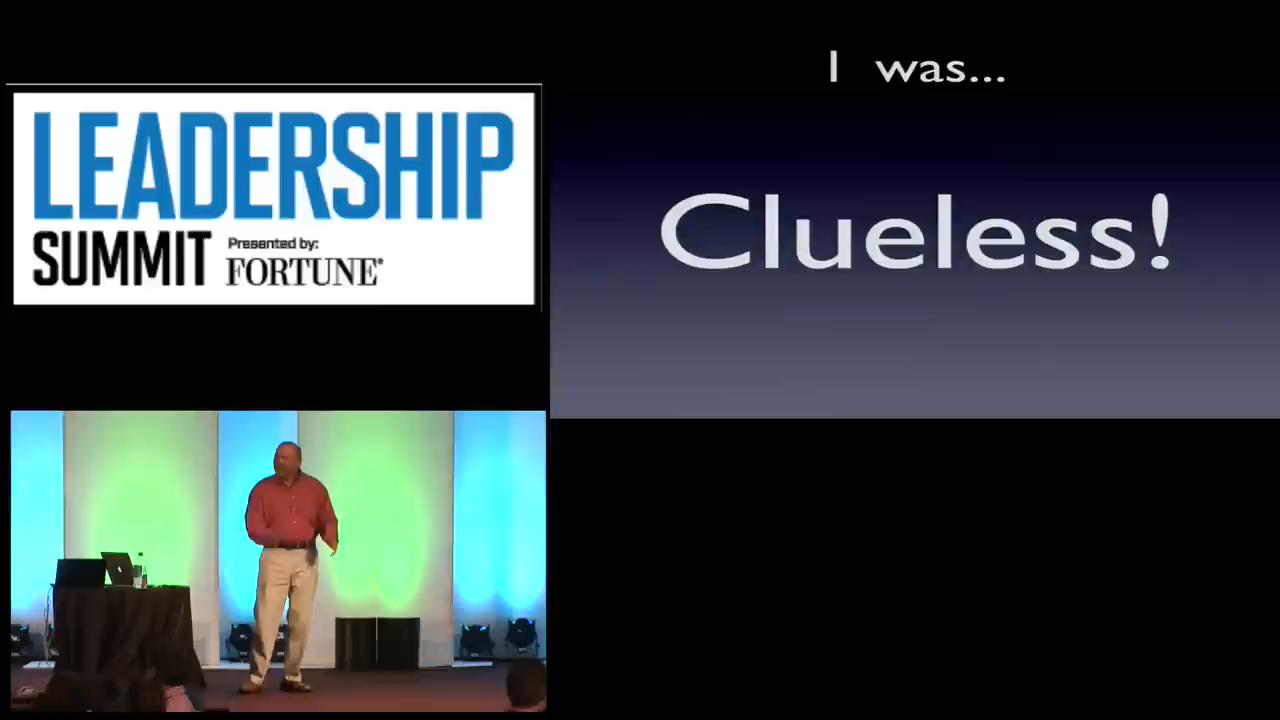 LEADERSHIP
SUMMIT
Presented by:
FORTUNE®
I was...
Clueless!